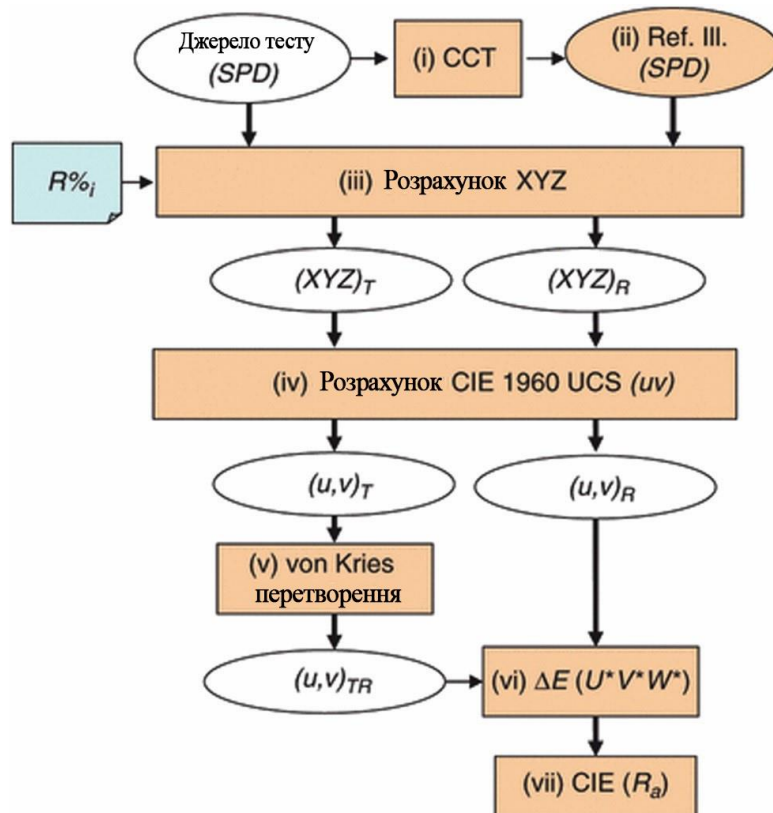 Джерело тесту
(SPD)
(i) CCT
(ii) Ref. Ill.
(SPD)
R%i
(iii) Розрахунок XYZ
(XYZ)T
(XYZ)R
(iv) Розрахунок CIE 1960 UCS (uv)
(u,v)T
(u,v)R
(v) von Kries
перетворення
(u,v)TR
(vi) ΔE (U*V*W*)
(vii) CIE (Ra)